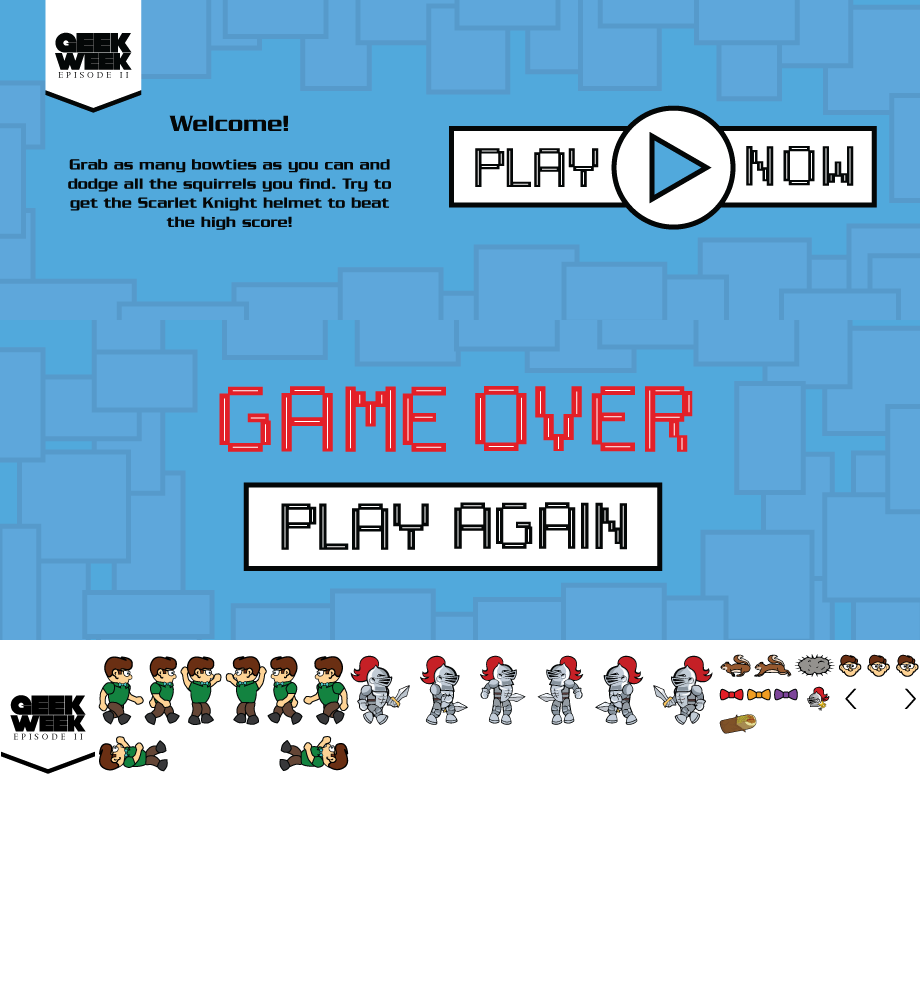 GEEK
WEEK
EPISODE II
Welcome!
Grab as many bowties as you can and
dodge all the squirrels you find. Try to
get the Scarlet Knight helmet to beat
the high score!
PLAY NOW
GAME OVER
PLAY AGAIN
GEEK
WEEK
EPISODE II